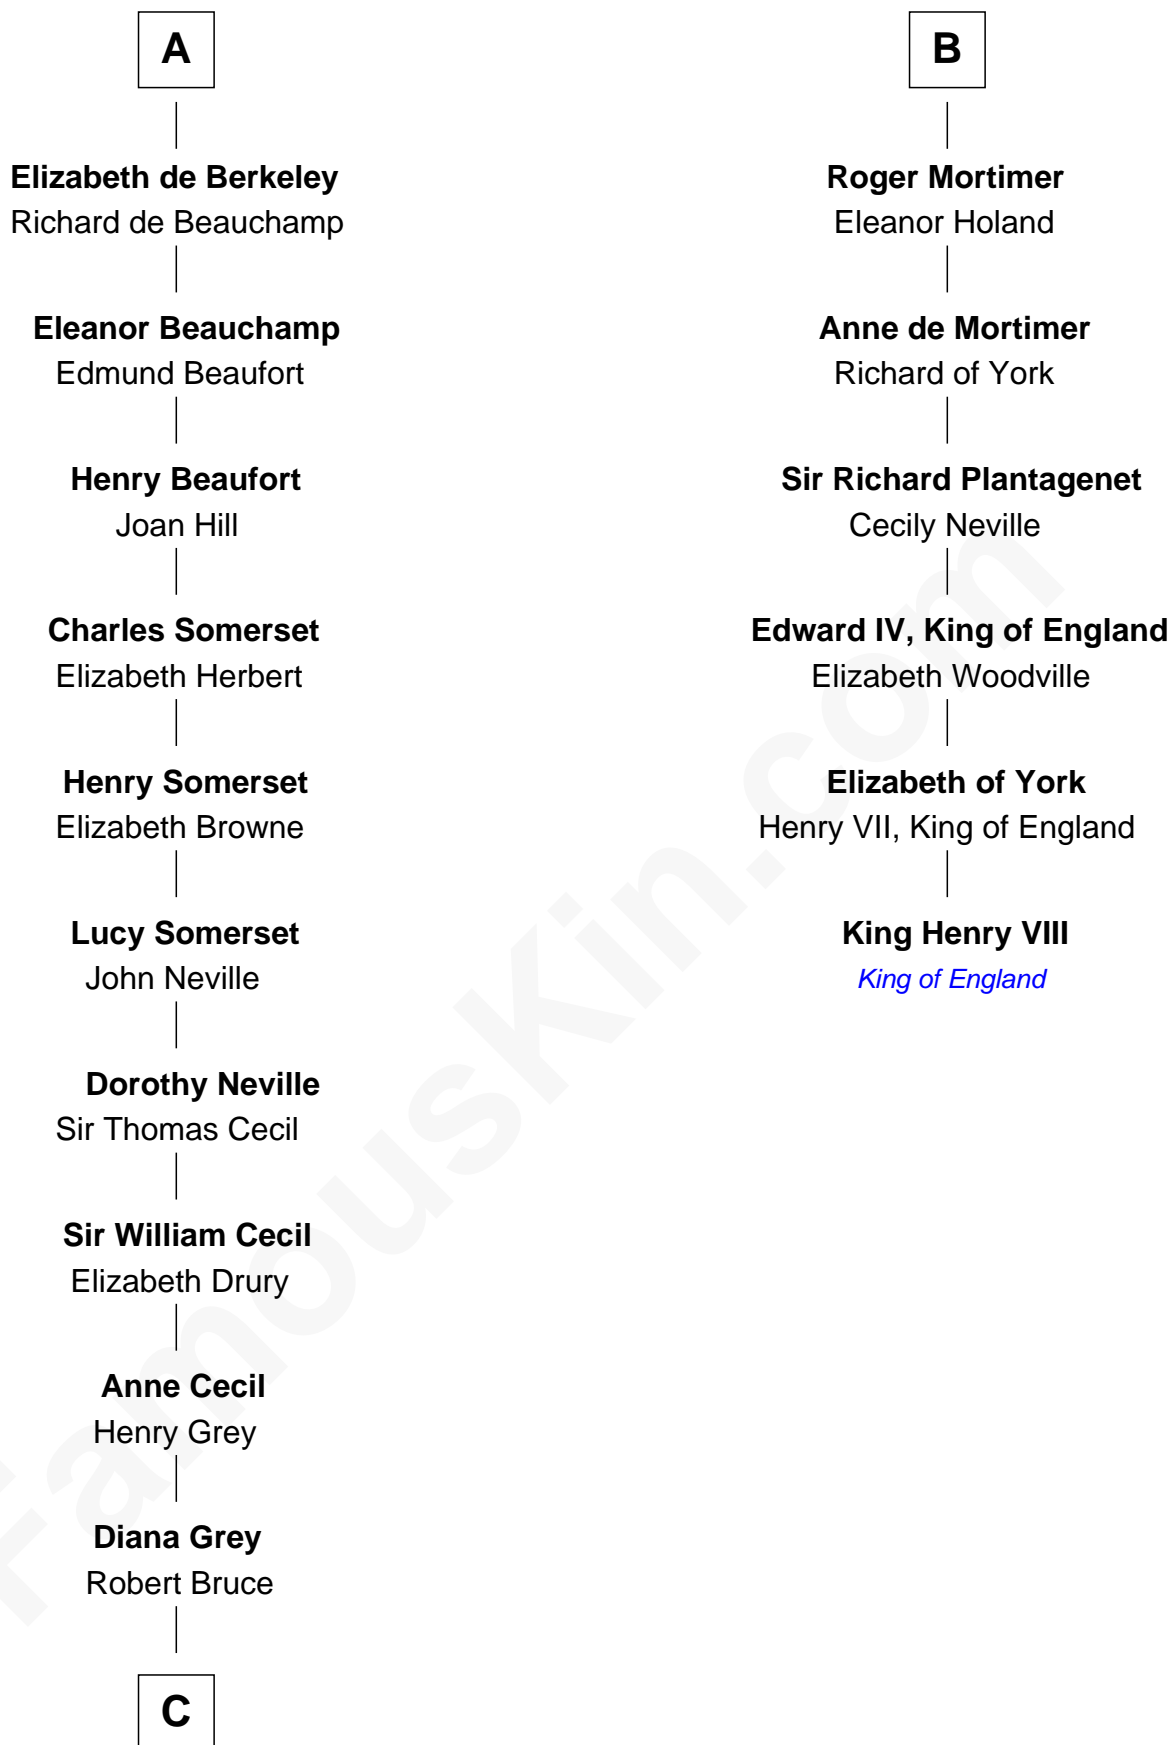 A
Elizabeth de Berkeley
Richard de Beauchamp
Eleanor Beauchamp
Edmund Beaufort
Henry Beaufort
Joan Hill
Charles Somerset
Elizabeth Herbert
Henry Somerset
Elizabeth Browne
Lucy Somerset
John Neville
Dorothy Neville
Sir Thomas Cecil
Sir William Cecil
Elizabeth Drury
Anne Cecil
Henry Grey
Diana Grey
Robert Bruce
C
B
Roger Mortimer
Eleanor Holand
Anne de Mortimer
Richard of York
Sir Richard Plantagenet
Cecily Neville
Edward IV, King of England
Elizabeth Woodville
Elizabeth of York
Henry VII, King of England
King Henry VIII
King of England
FamousKin.com